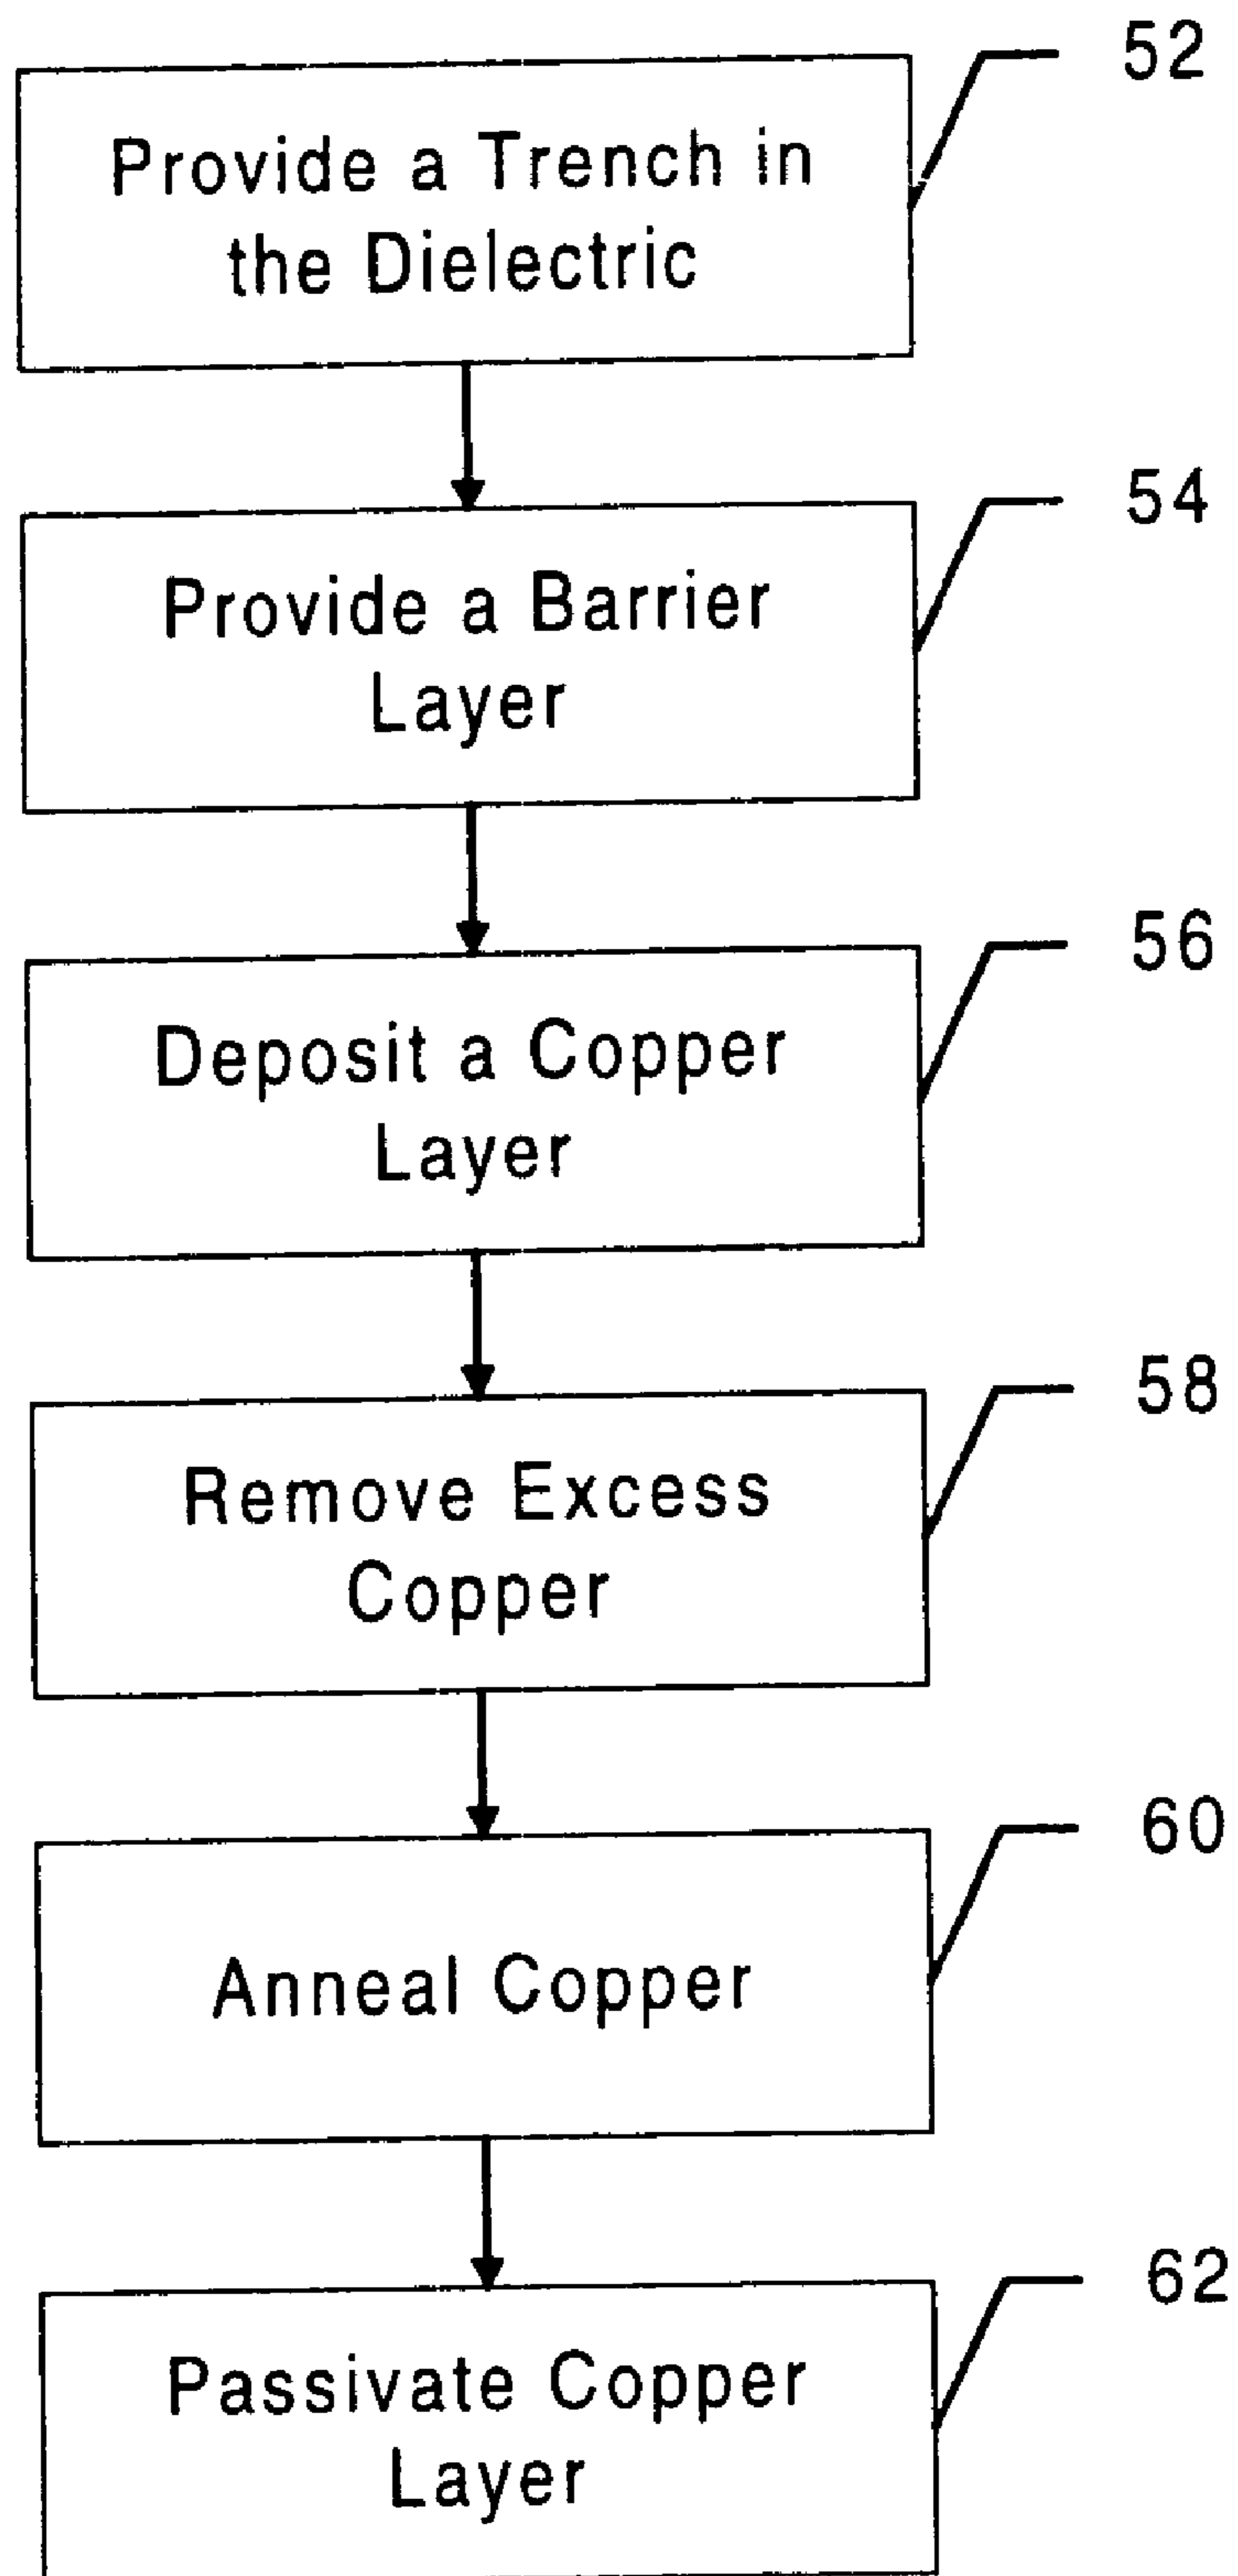 52
Provide a Trench in
the Dielectric
54
Provide a Barrier
Layer
56
Deposit a Copper
Layer
58
Remove Excess
Copper
60
Anneal Copper
62
Passivate Copper
Layer